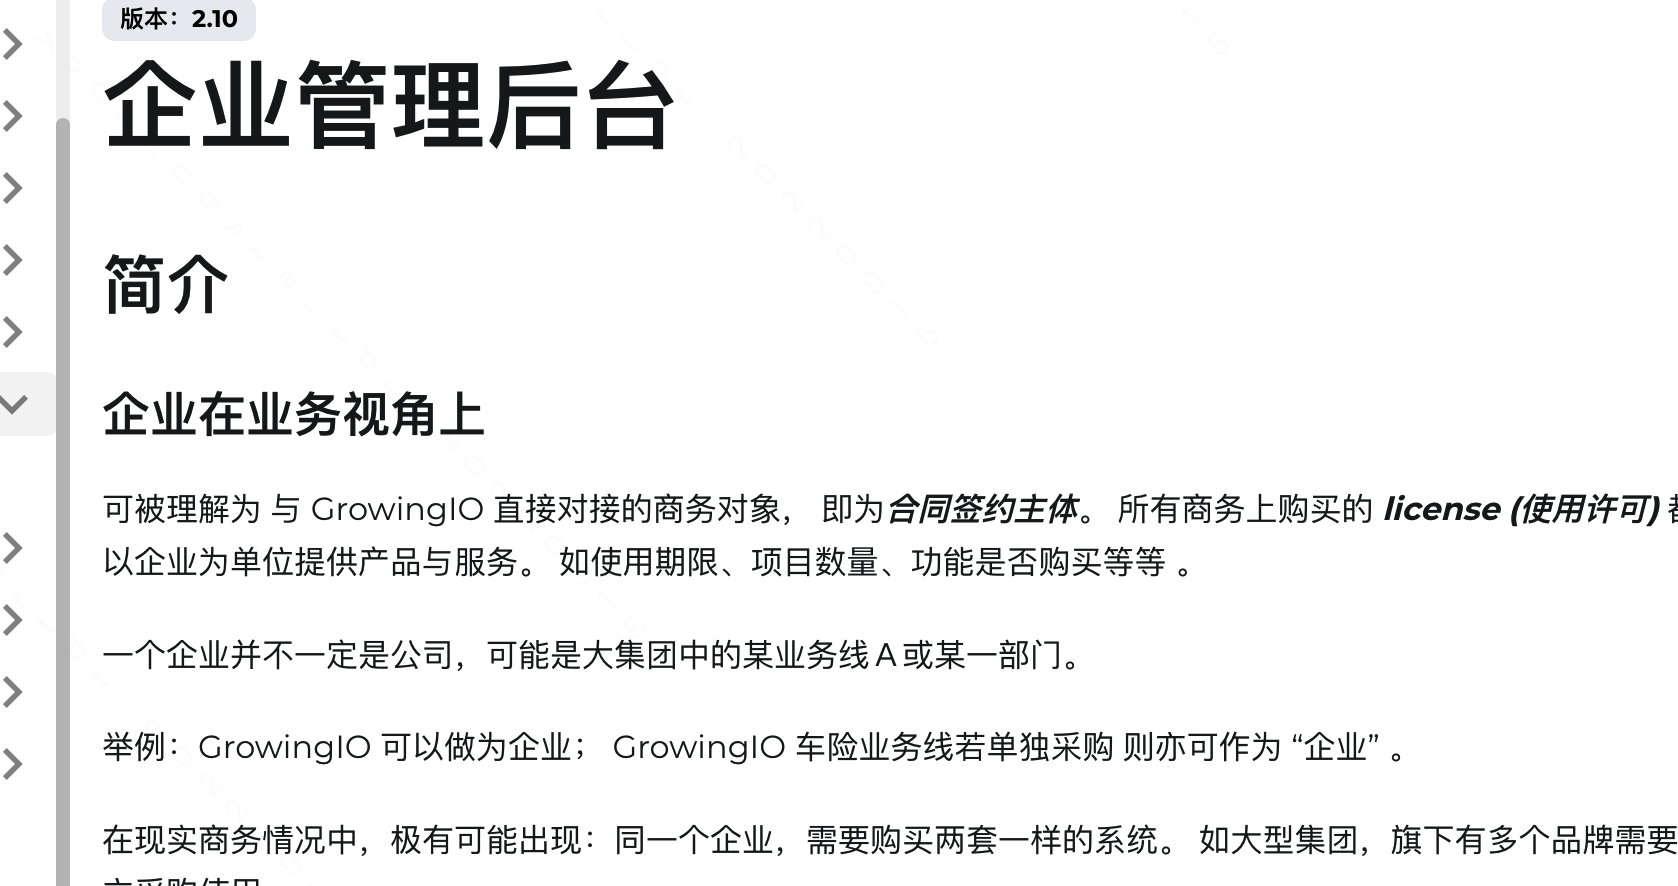 版本：2.10
企业管理后台
简介
企业在业务视角上
可被理解为 与 GrowingIO 直接对接的商务对象， 即为合同签约主体。 所有商务上购买的 license (使用许可)
以企业为单位提供产品与服务。 如使用期限、项目数量、功能是否购买等等 。
一个企业并不一定是公司，可能是大集团中的某业务线 A 或某一部门。
举例：GrowingIO 可以做为企业； GrowingIO 车险业务线若单独采购 则亦可作为 “企业” 。
在现实商务情况中，极有可能出现：同一个企业，需要购买两套一样的系统。 如大型集团，旗下有多个品牌需要